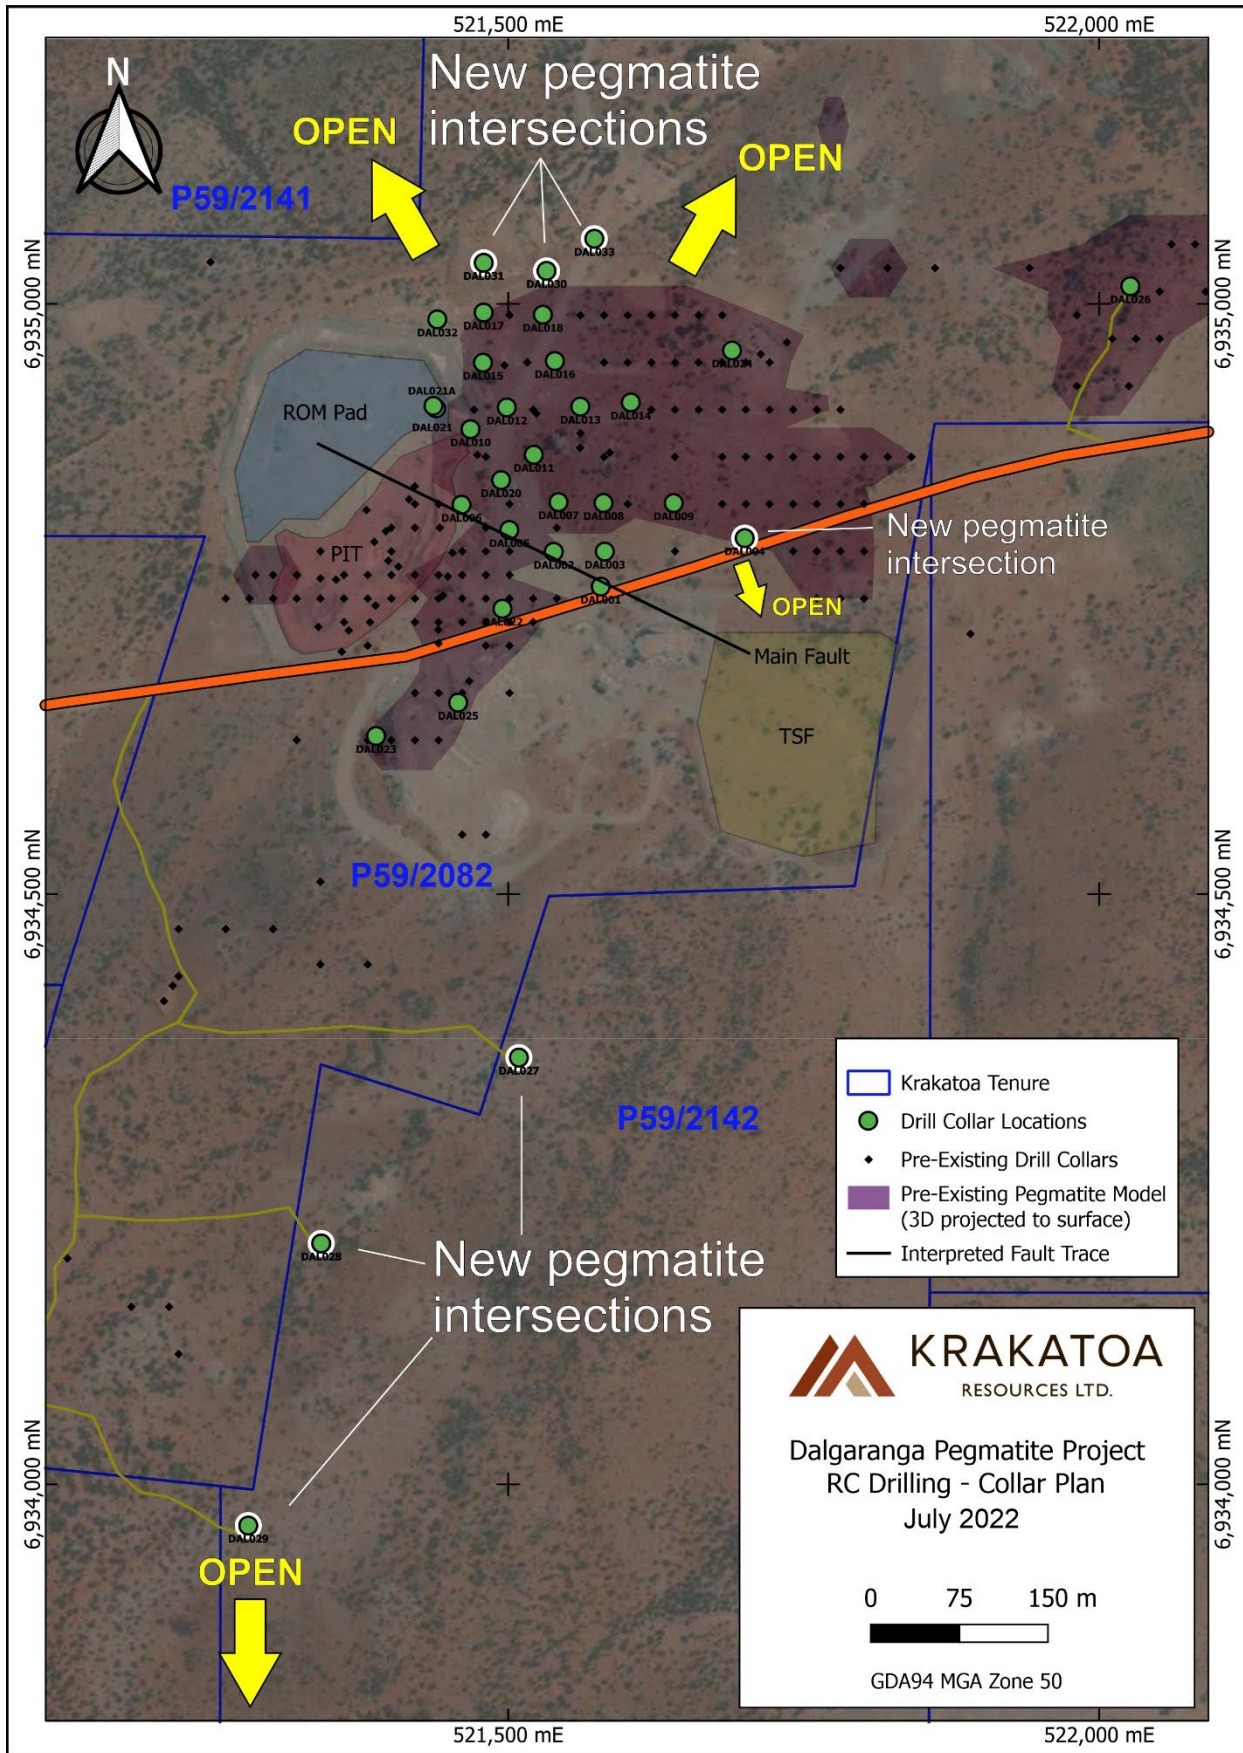 521,500 mE
522,000 mE
N
New pegmatite
intersections
OPEN
OPEN
P59/2141
6,935,000 mN
6,935,000 mN
DAL033
DAL031
DAL030
DAL026
DAL017
DAL018
DAL032
DAL024
DAL015
DAL016
ROM Pad
DAL021A
DAL021
DAL012
DAL013
DAL014
DAL010
DAL011
DAL020
DAL006
DAL007
DAL008
DAL009
DAL005
New pegmatite
intersection
DAL004
PIT
DAL002
DAL003
DAL001
OPEN
DAL022
Main Fault
DAL025
TSF
DAL023
P59/2082
6,934,500 mN
6,934,500 mN
DAL027
P59/2142
Krakatoa Tenure
Drill Collar Locations
Pre-Existing Drill Collars
Pre-Existing Pegmatite Model
(3D projected to surface)
Interpreted Fault Trace
DAL028
New pegmatite
intersections
KRAKATOA
RESOURCES LTD.
Dalgaranga Pegmatite Project
RC Drilling - Collar Plan
July 2022
6,934,000 mN
6,934,000 mN
DAL029
OPEN
0 75 150 m
GDA94 MGA Zone 50
521,500 mE
522,000 mE